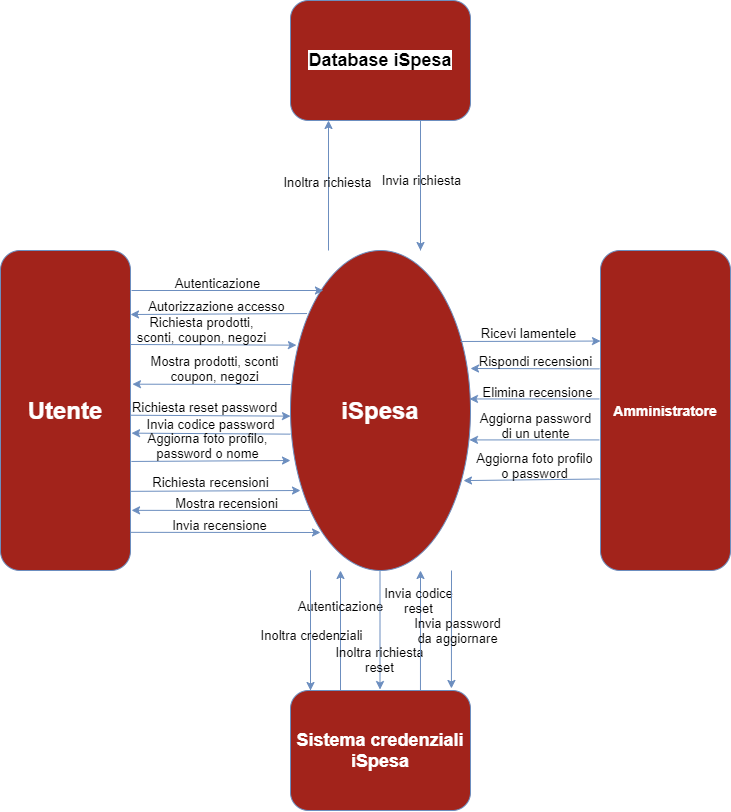 Database iSpesa
Inoltra richiesta
Invia richiesta
Utente
Autenticazione
Autorizzazione accesso
Richiesta prodotti,
sconti, coupon, negozi
Mostra prodotti, sconti
coupon, negozi
Richiesta reset password
Invia codice password
Aggiorna foto profilo,
password o nome
Richiesta recensioni
Mostra recensioni
Invia recensione
iSpesa
Ricevi lamentele
Rispondi recensioni
Elimina recensione
Aggiorna password
di un utente
Aggiorna foto profilo
o password
Amministratore
Inoltra credenziali
Autenticazione
Inoltra richiesta
reset
Invia codice
reset
Invia password
da aggiornare
Sistema credenziali
iSpesa